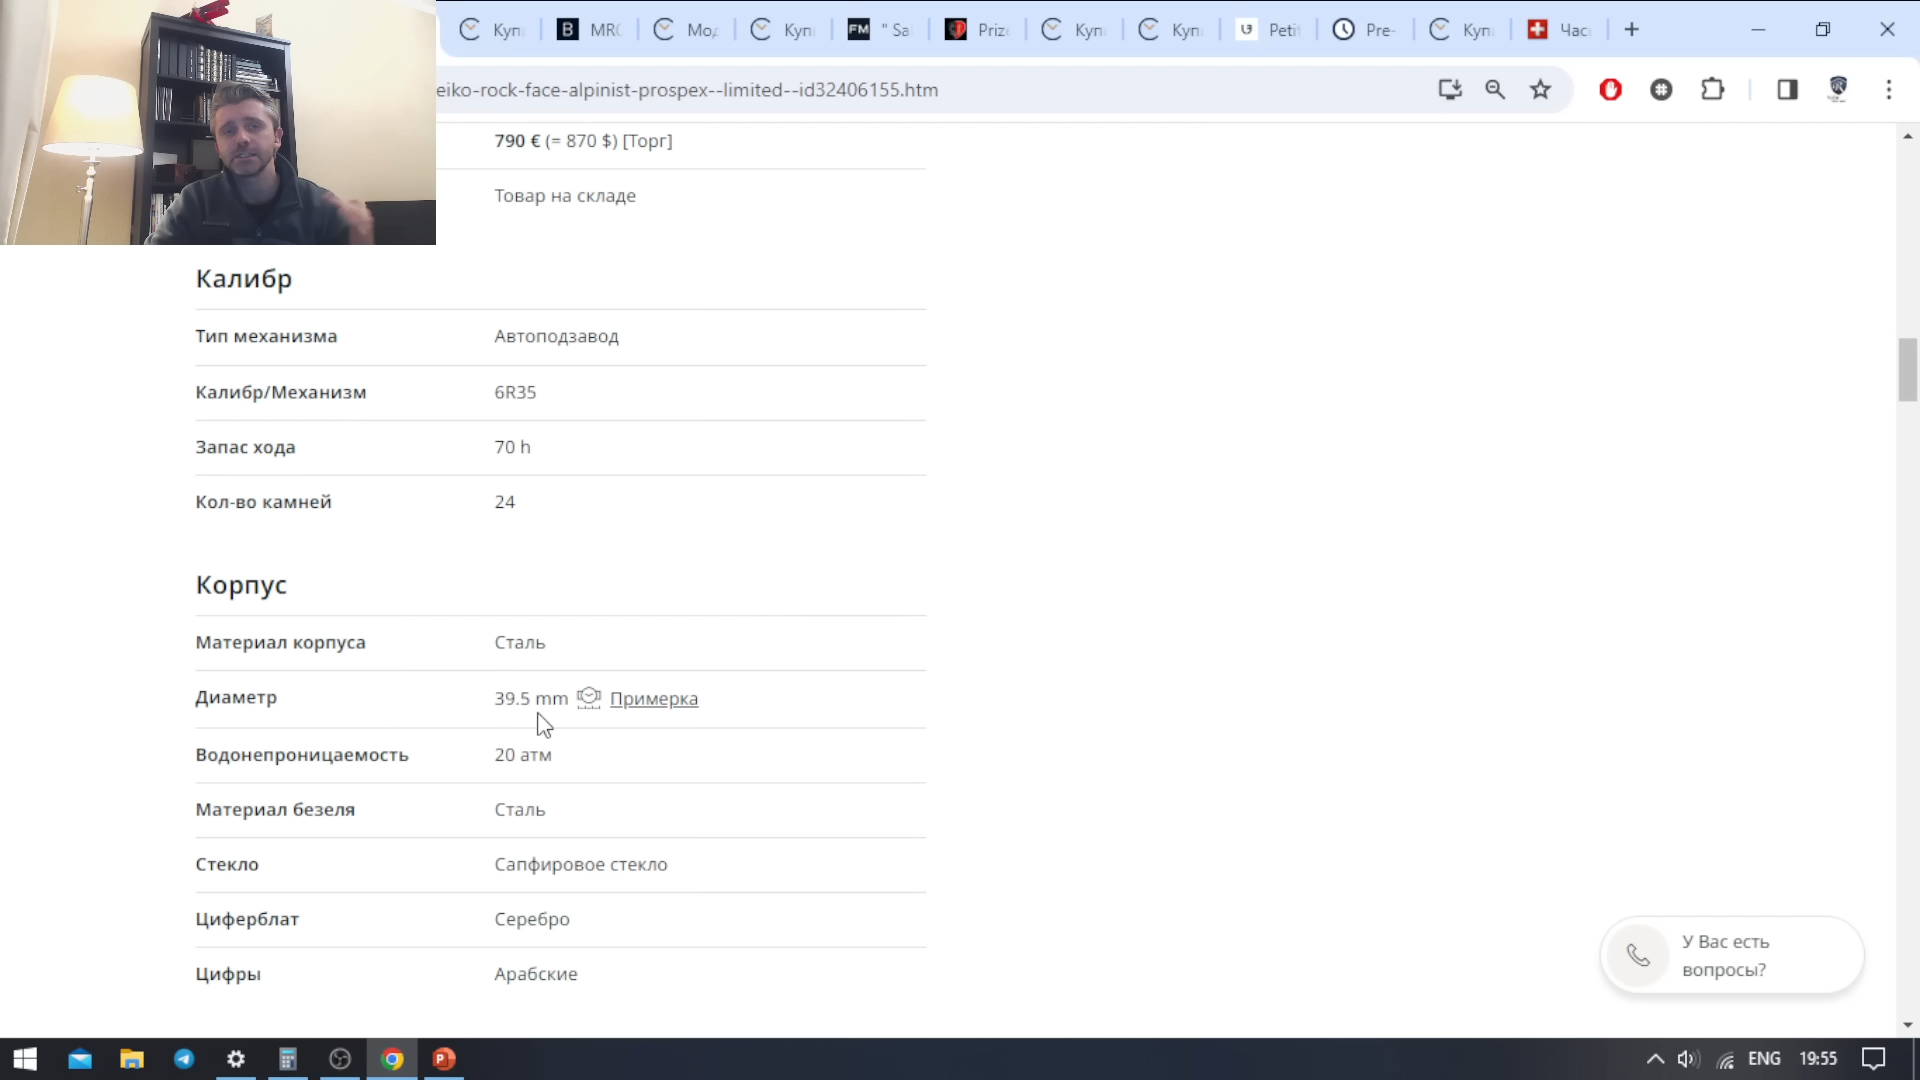 Куп
B MR
Мод
Куп
FM " Sa
Priz
Куп
Куп
Peti
Pre-
Куп
Час
eiko-rock-face-alpinist-prospex--limited--id32406155.htm
790 € (= 870 $) [Торг]
Товар на складе
Калибр
Тип механизма Автоподзавод
Калибр/Механизм 6R35
Запас хода 70 h
Кол-во камней 24
Корпус
Материал корпуса Сталь
Диаметр 39.5 mm Примерка
Водонепроницаемость 20 атм
Материал безеля Сталь
Стекло Сапфировое стекло
Циферблат Серебро
Цифры Арабские
У Вас есть
вопросы?
ENG 19:55